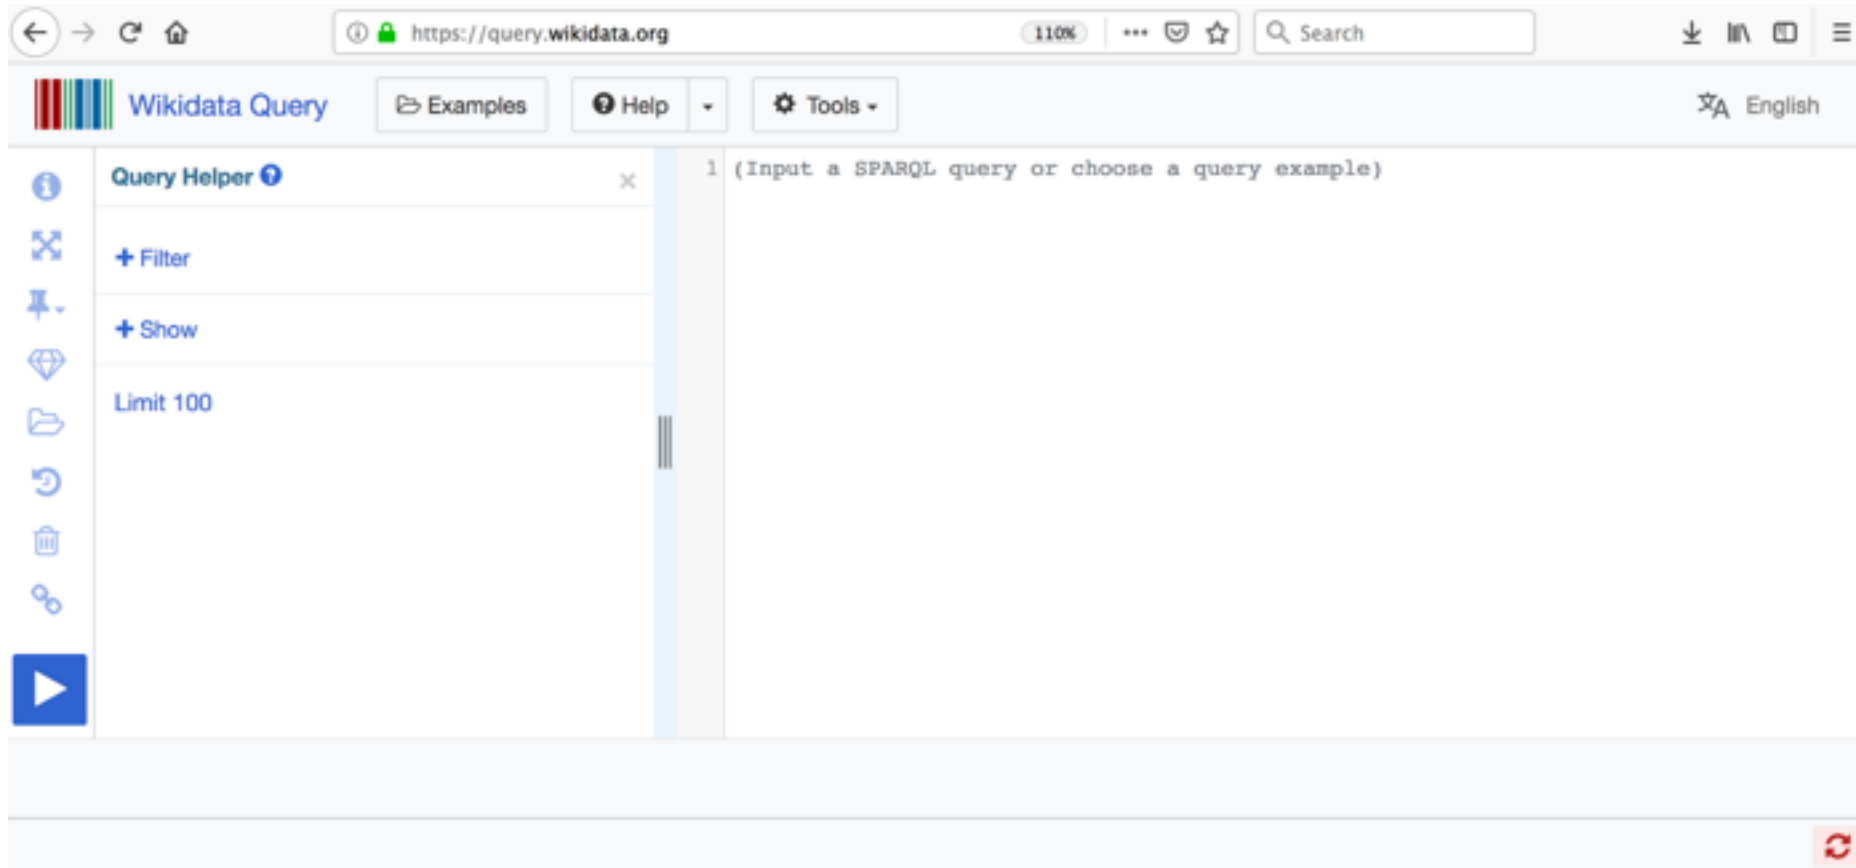 https://query.wikidata.org 110% Search
Wikidata Query Examples Help Tools English
Query Helper
1 (Input a SPARQL query or choose a query example)
+ Filter
+ Show
Limit 100